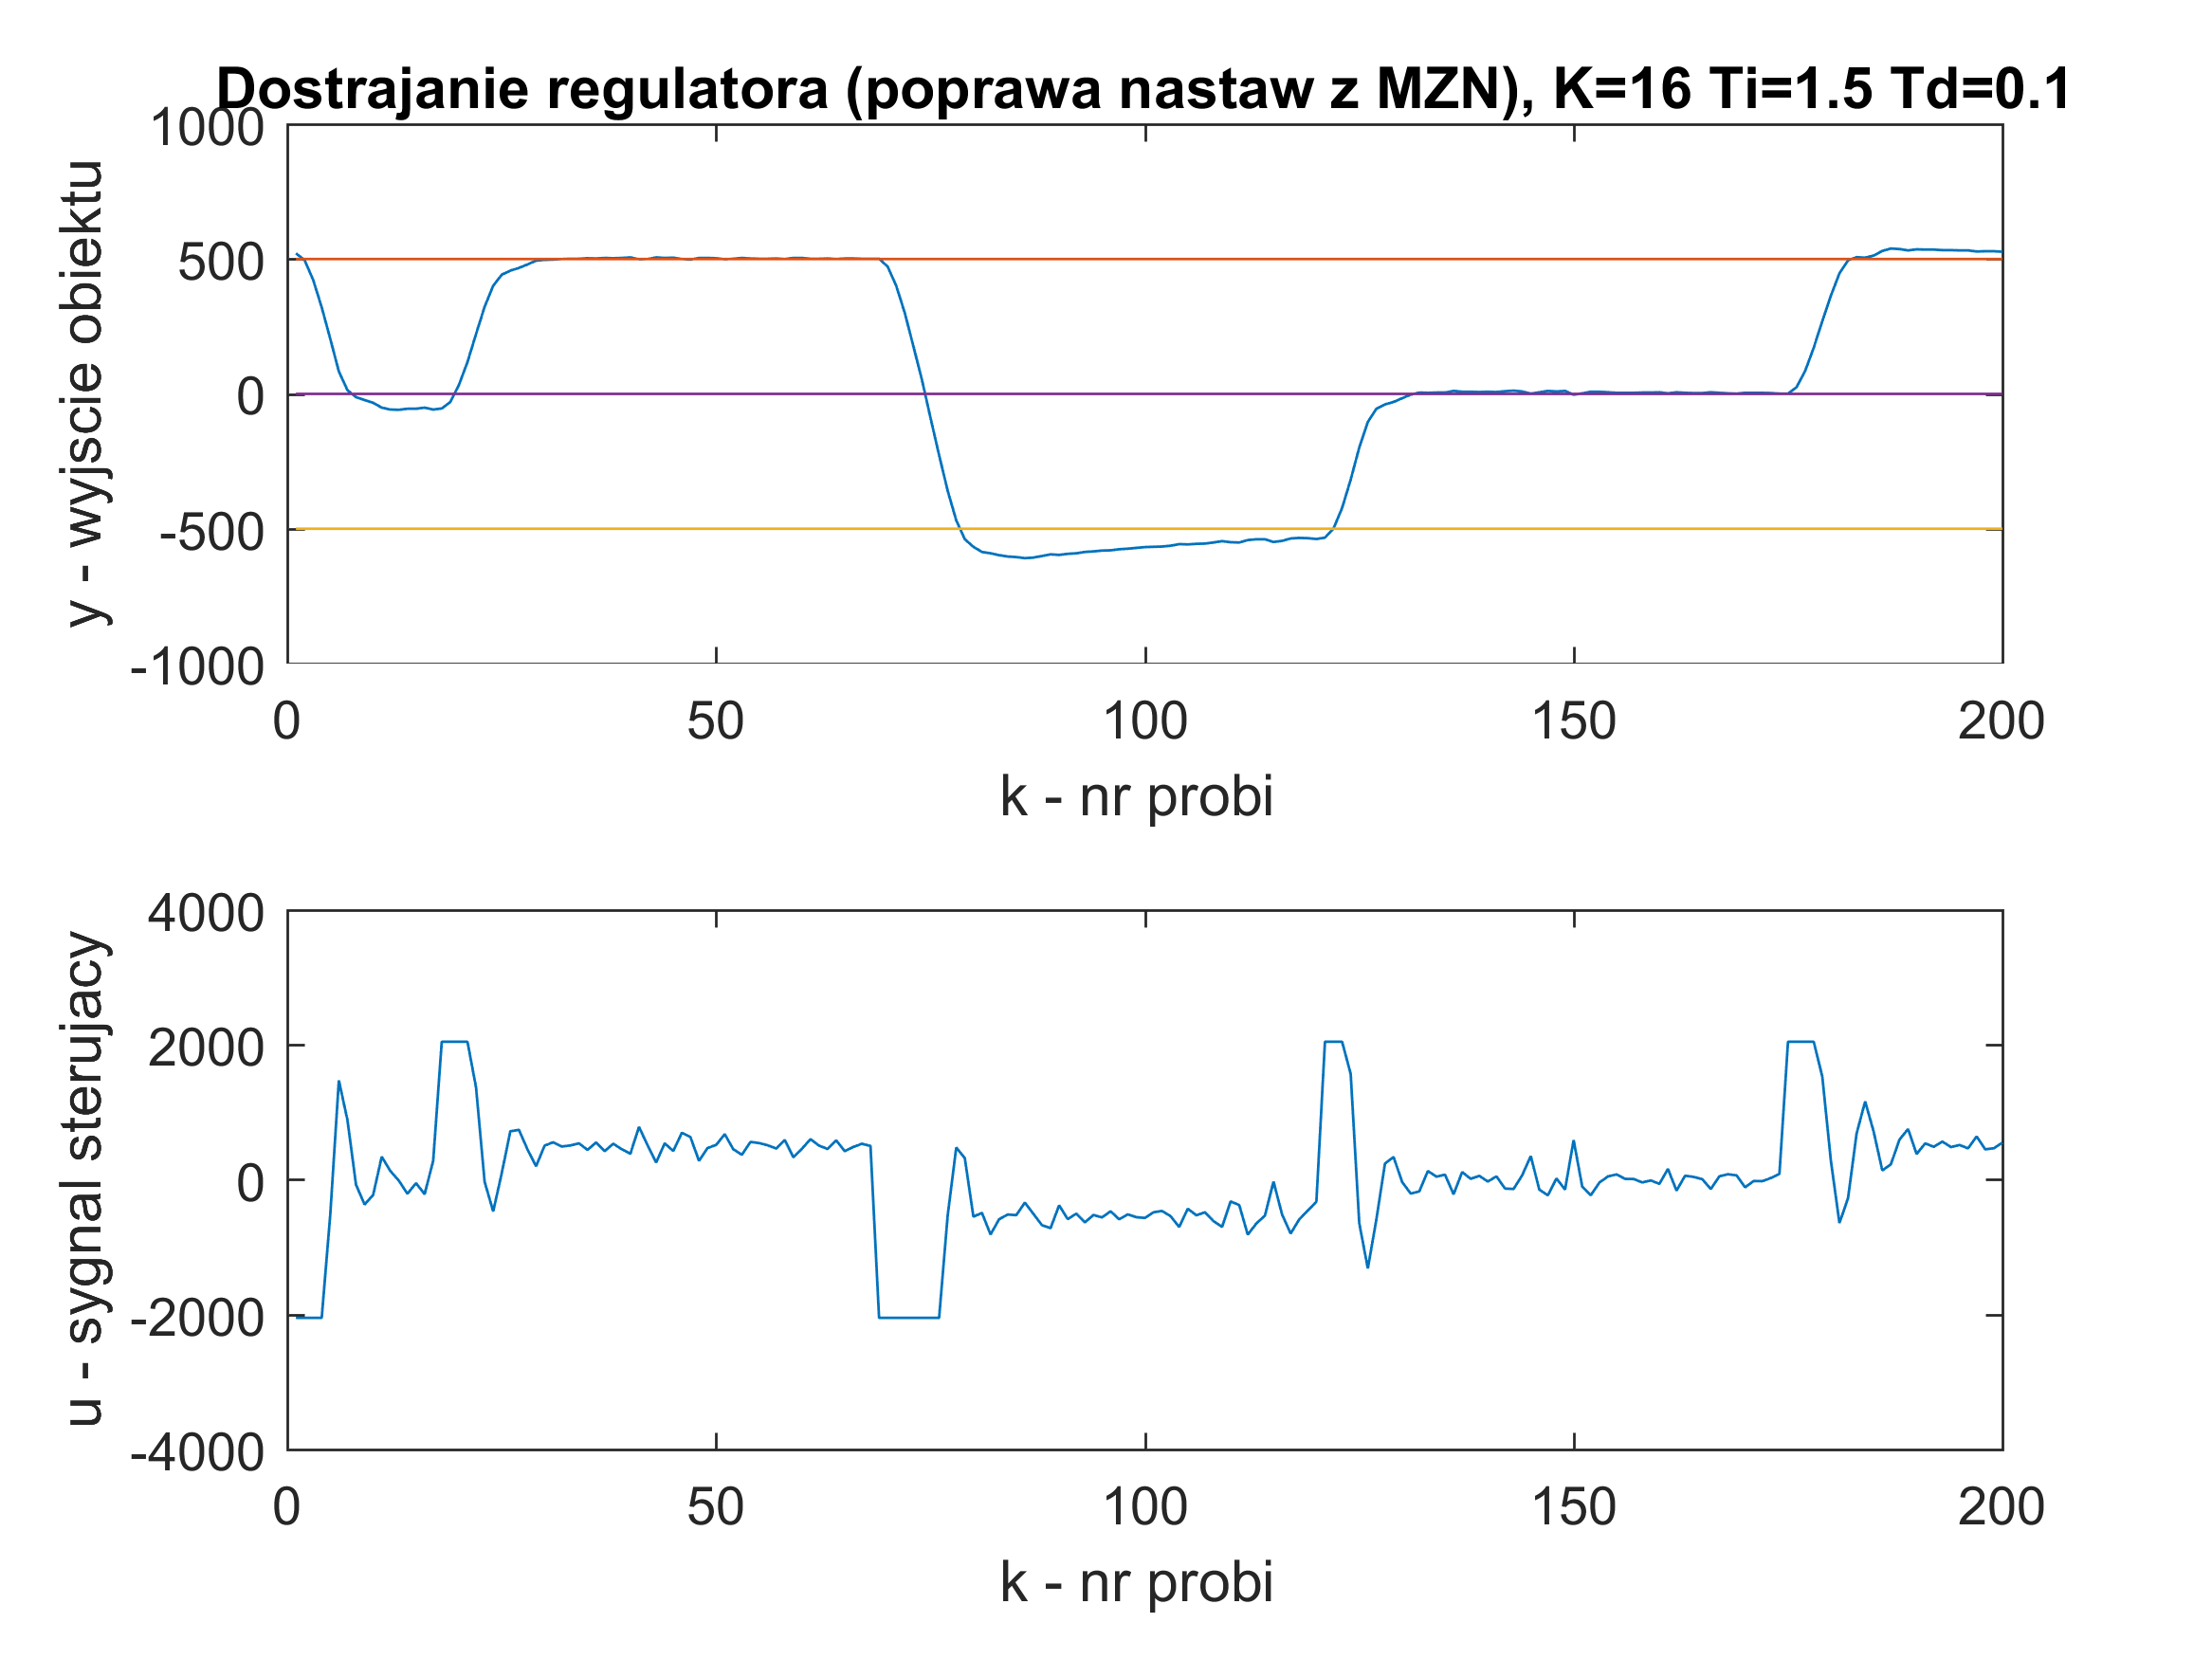 Dostrajanie regulatora (poprawa nastaw z MZN), K=16 Ti=1.5 Td=0.1
1000
500
0
-500
-1000
y - wyjscie obiektu
0 50 100 150 200
k - nr probi
4000
2000
0
-2000
-4000
u - sygnal sterujacy
0 50 100 150 200
k - nr probi